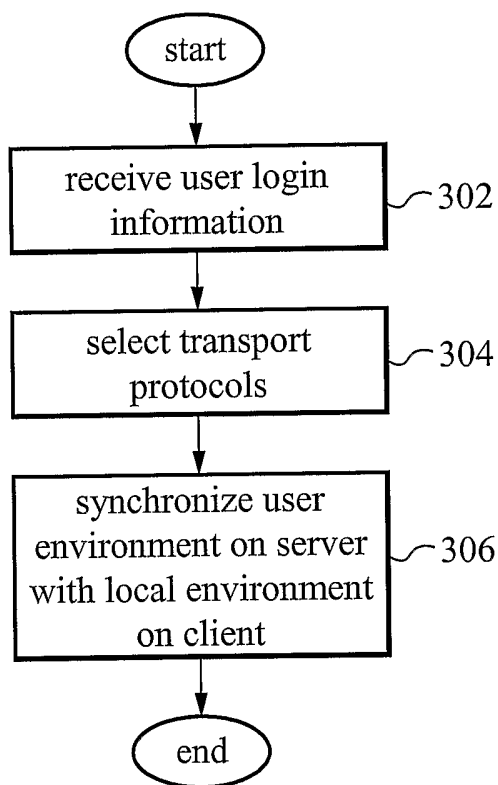 start
receive user login
information
302
select transport
protocols
304
synchronize user
environment on server
with local environment
on client
306
end